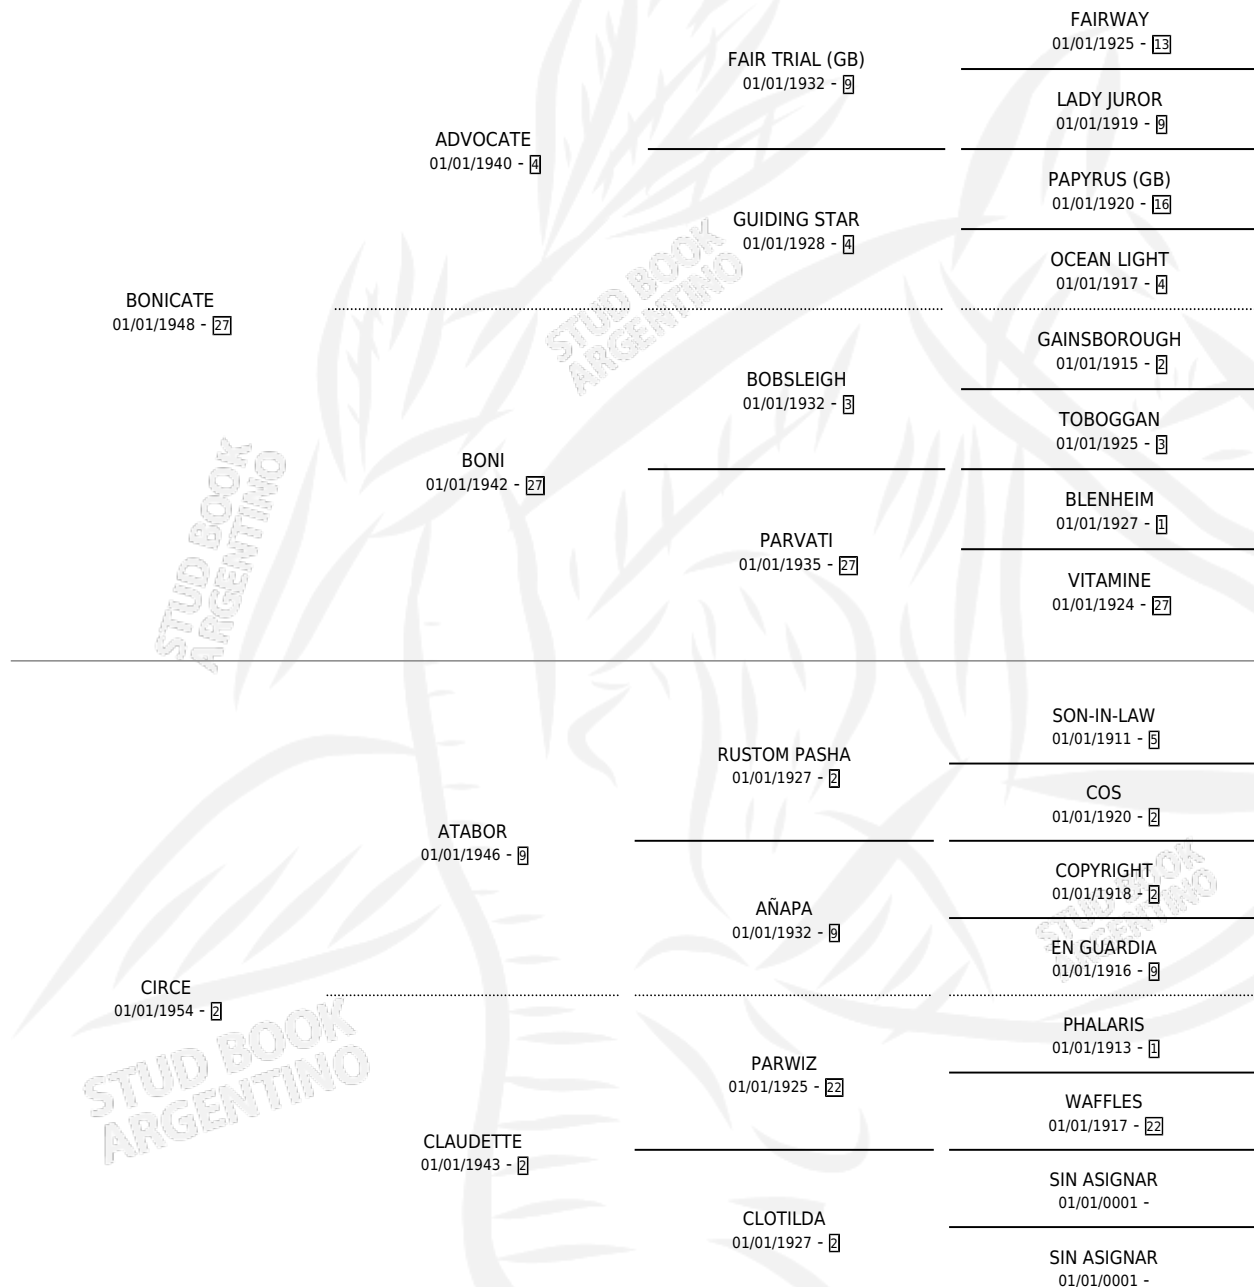 FAIRWAY
01/01/1925 - 13
FAIR TRIAL (GB)
01/01/1932 - 9
LADY JUROR
01/01/1919 - 9
ADVOCATE
01/01/1940 - 4
PAPYRUS (GB)
01/01/1920 - 16
GUIDING STAR
01/01/1928 - 4
OCEAN LIGHT
01/01/1917 - 4
BONICATE
01/01/1948 - 27
GAINSBOROUGH
01/01/1915 - 2
BOBSLEIGH
01/01/1932 - 3
TOBOGGAN
01/01/1925 - 3
BONI
01/01/1942 - 27
BLENHEIM
01/01/1927 - 1
PARVATI
01/01/1935 - 27
VITAMINE
01/01/1924 - 27
SON-IN-LAW
01/01/1911 - 5
RUSTOM PASHA
01/01/1927 - 2
COS
01/01/1920 - 2
ATABOR
01/01/1946 - 9
COPYRIGHT
01/01/1918 - 2
AÑAPA
01/01/1932 - 9
EN GUARDIA
01/01/1916 - 9
CIRCE
01/01/1954 - 2
PHALARIS
01/01/1913 - 1
PARWIZ
01/01/1925 - 22
WAFFLES
01/01/1917 - 22
CLAUDETTE
01/01/1943 - 2
SIN ASIGNAR
01/01/0001 -
CLOTILDA
01/01/1927 - 2
SIN ASIGNAR
01/01/0001 -
STUD BOOK
ARGENTINO
STUD BOOK
ARGENTINO
STUD BOOK
ARGENTINO
STUD BOOK
ARGENTINO